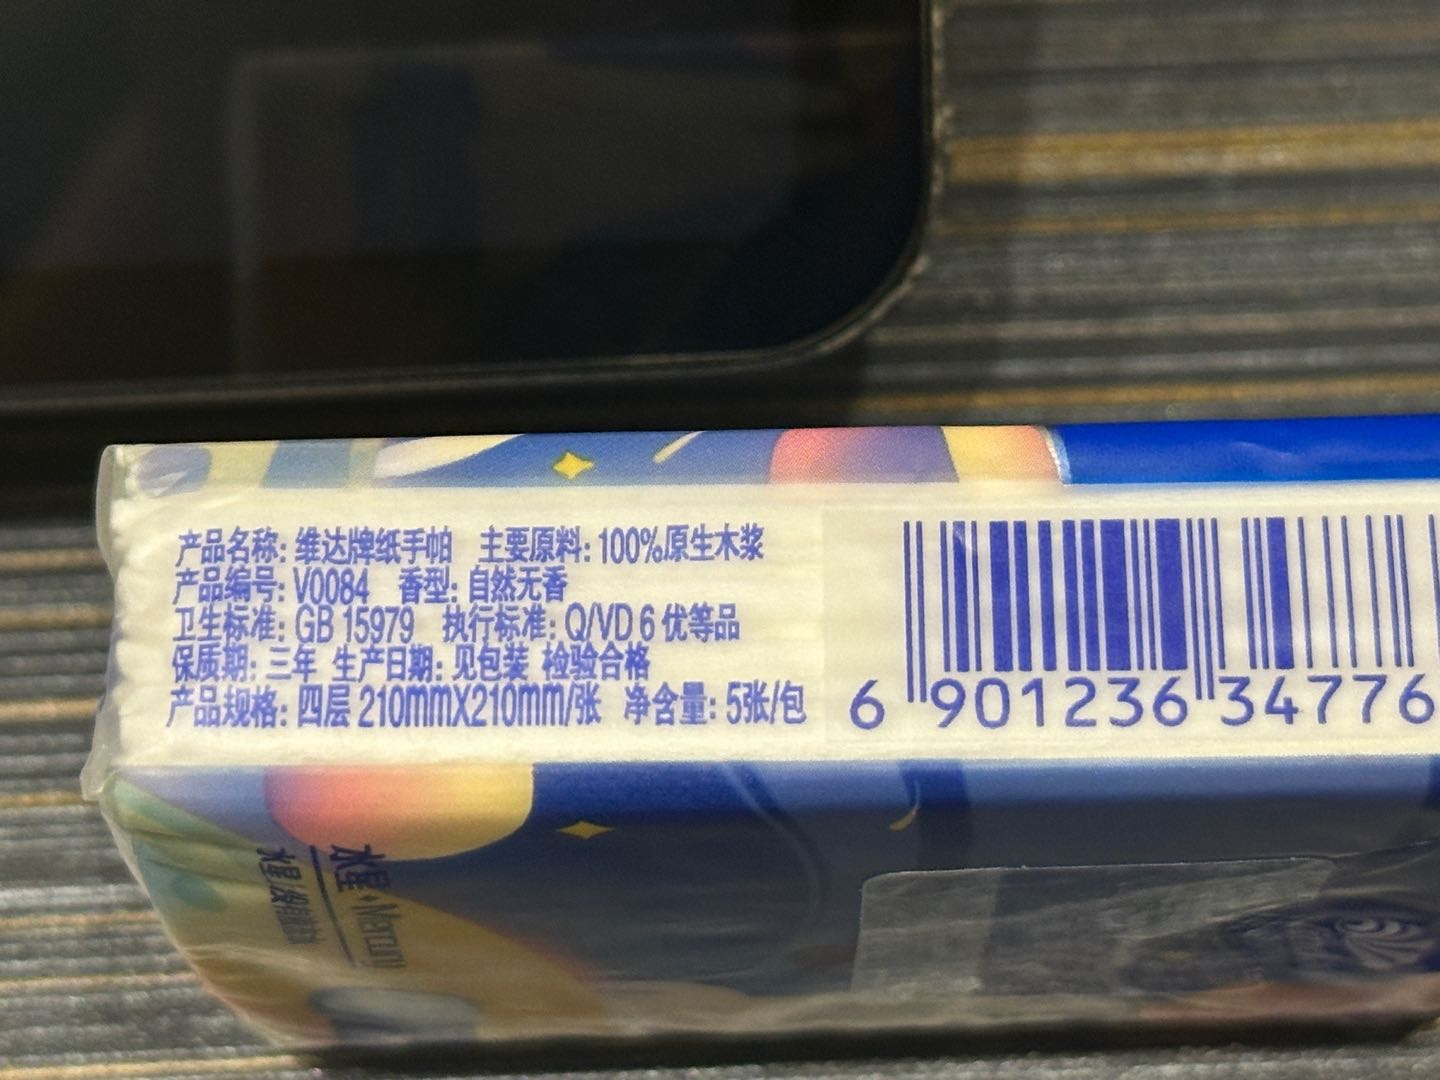 产品名称: 维达牌纸手帕 主要原料: 100%原生木浆
产品编号: V0084 香型: 自然无香
卫生标准: GB 15979 执行标准: Q/VD 6 优等品
保质期: 三年 生产日期: 见包装 检验合格
产品规格: 四层 210mmX210mm/张 净含量: 5张/包
6 901236 34776
水星